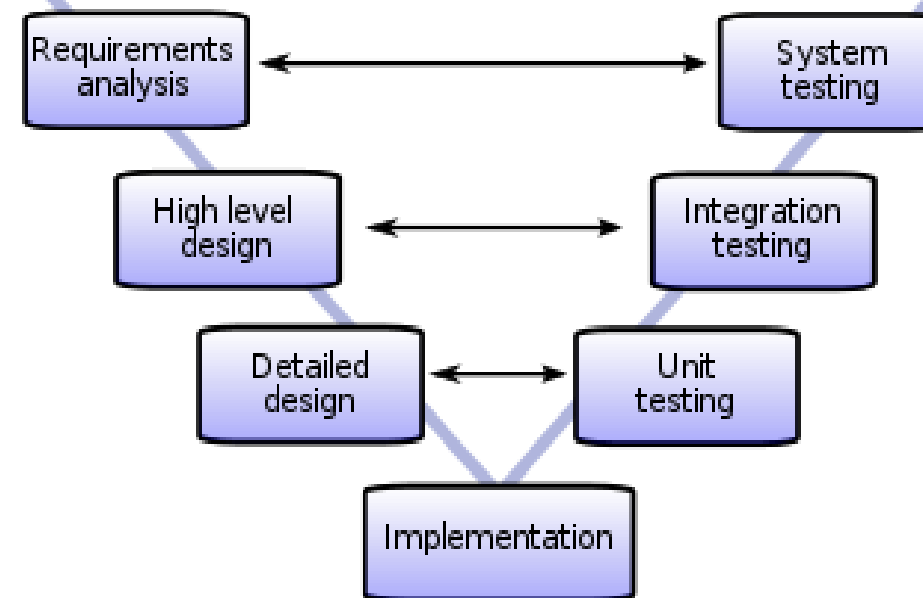 Requirements
analysis
System
testing
High level
design
Integration
testing
Detailed
design
Unit
testing
Implementation